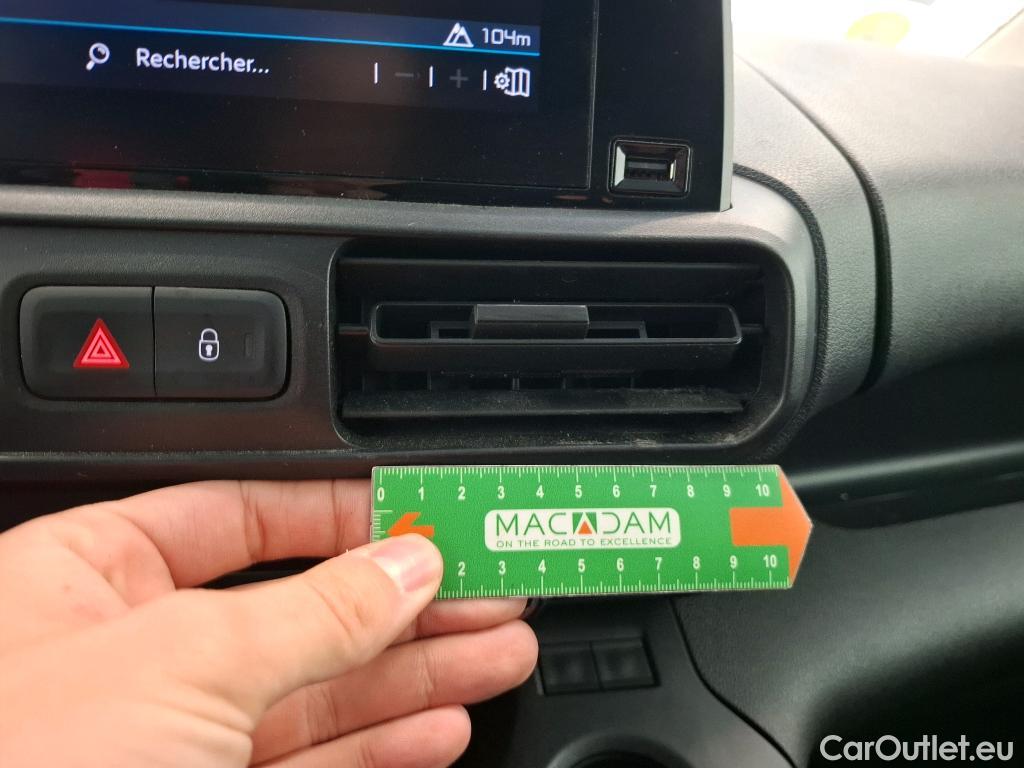 104m
Rechercher...
0 1 2 3 4 5 6 7 8 9 10
MACADAM
ON THE ROAD TO EXCELLENCE
2 3 4 5 6 7 8 9 10
CarOutlet.eu